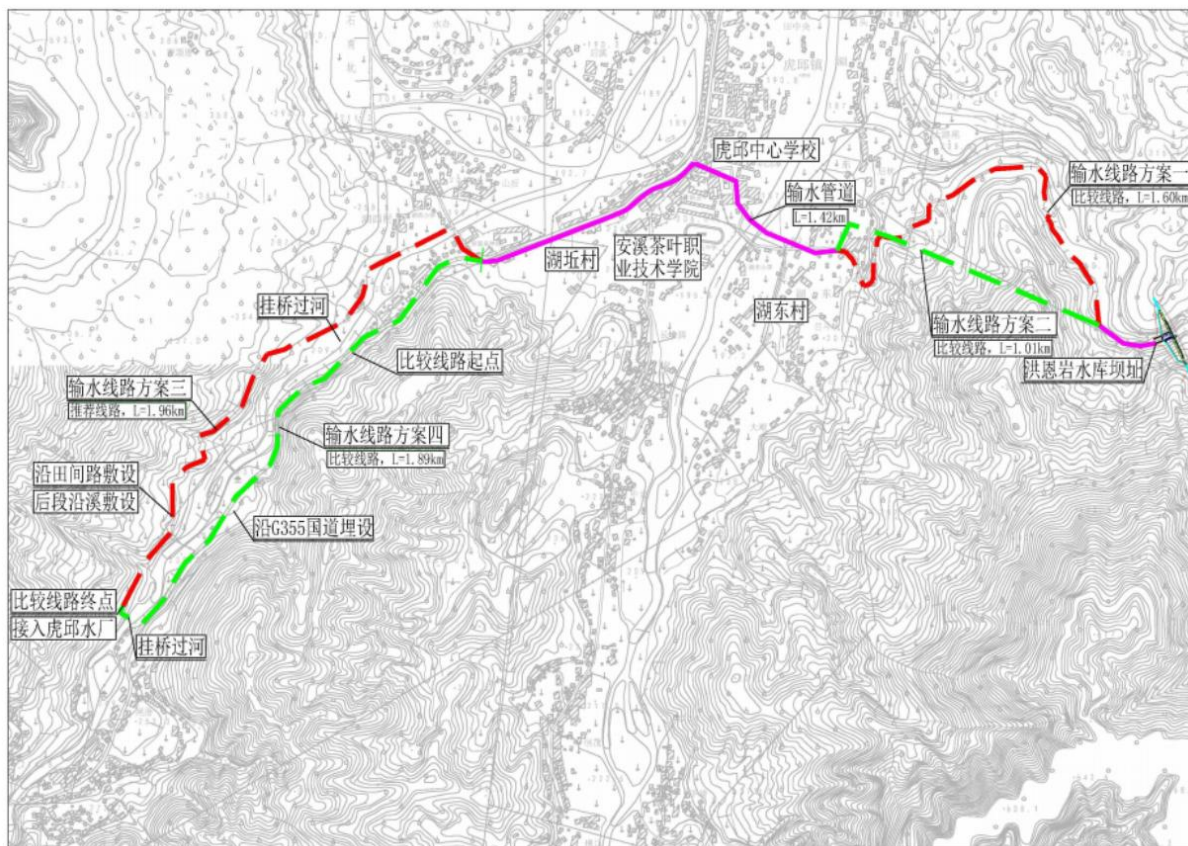 虎邱镇
虎邱中心学校
输水线路方案一
比较线路，L=1.60km
输水管道
L=1.42km
安溪茶叶职
业技术学院
湖坵村
湖东村
挂桥过河
输水线路方案二
比较线路，L=1.01km
比较线路起点
洪恩岩水库坝址
输水线路方案三
推荐线路，L=1.96km
输水线路方案四
比较线路，L=1.89km
沿田间路敷设
后段沿溪敷设
沿G355国道埋设
比较线路终点
接入虎邱水厂
挂桥过河